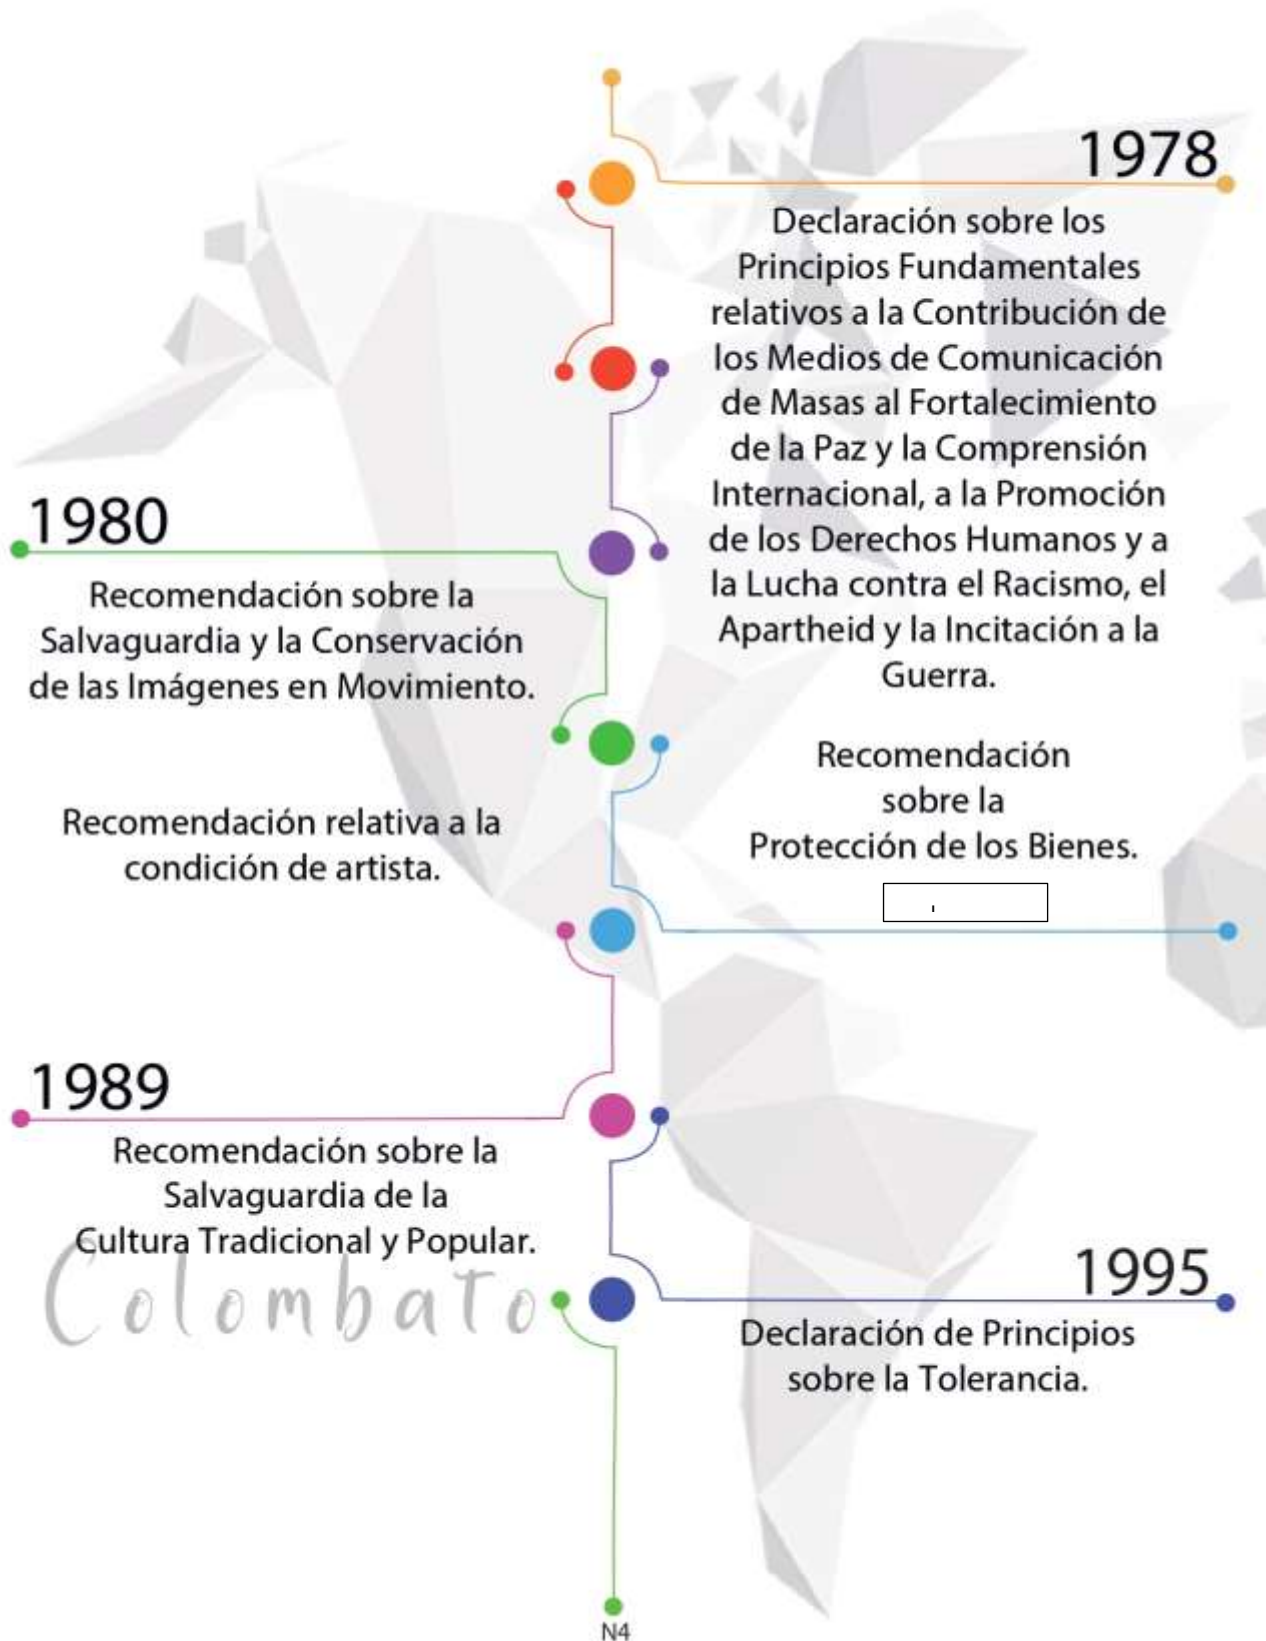 1978
Declaración sobre los
Principios Fundamentales
relativos a la Contribución de
los Medios de Comunicación
de Masas al Fortalecimiento
de la Paz y la Comprensión
Internacional, a la Promoción
de los Derechos Humanos y a
la Lucha contra el Racismo, el
Apartheid y la Incitación a la
Guerra.
Recomendación
sobre la
Protección de los Bienes.
1980
Recomendación sobre la
Salvaguardia y la Conservación
de las Imágenes en Movimiento.
Recomendación relativa a la
condición de artista.
1989
Recomendación sobre la
Salvaguardia de la
Cultura Tradicional y Popular.
Colombato
1995
Declaración de Principios
sobre la Tolerancia.
N4